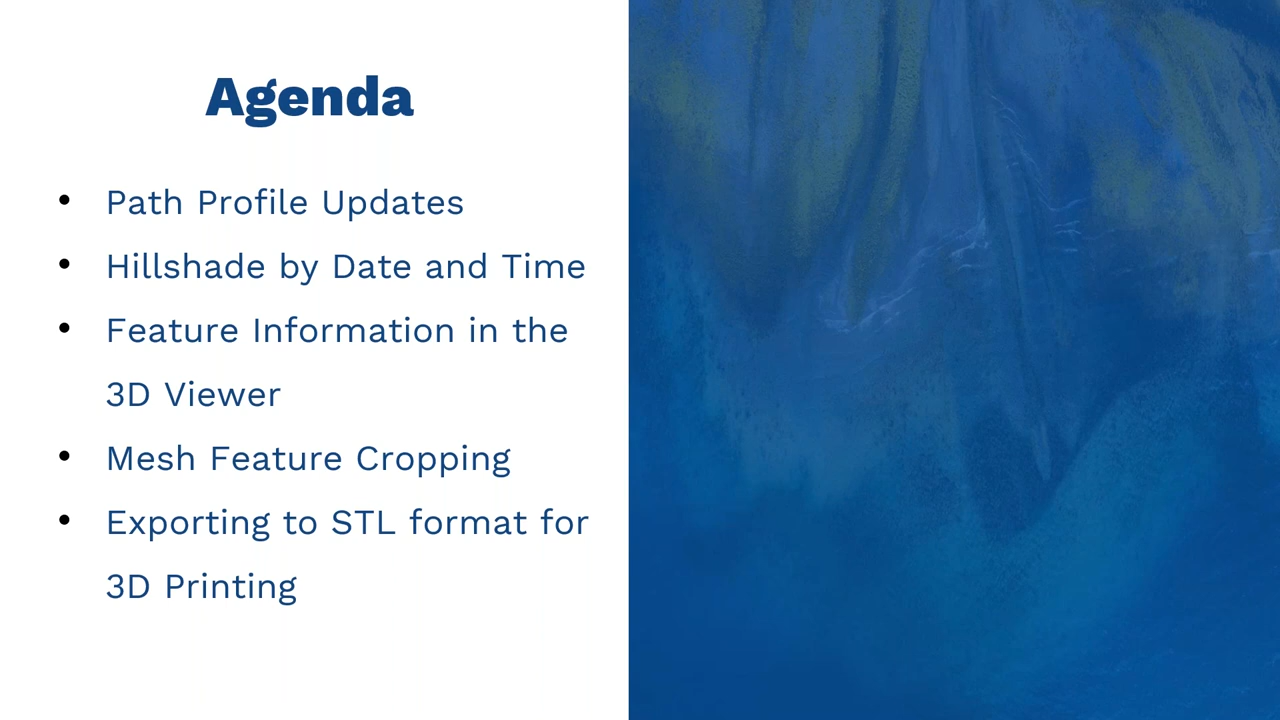 Agenda
• Path Profile Updates
• Hillshade by Date and Time
• Feature Information in the
3D Viewer
• Mesh Feature Cropping
• Exporting to STL format for
3D Printing